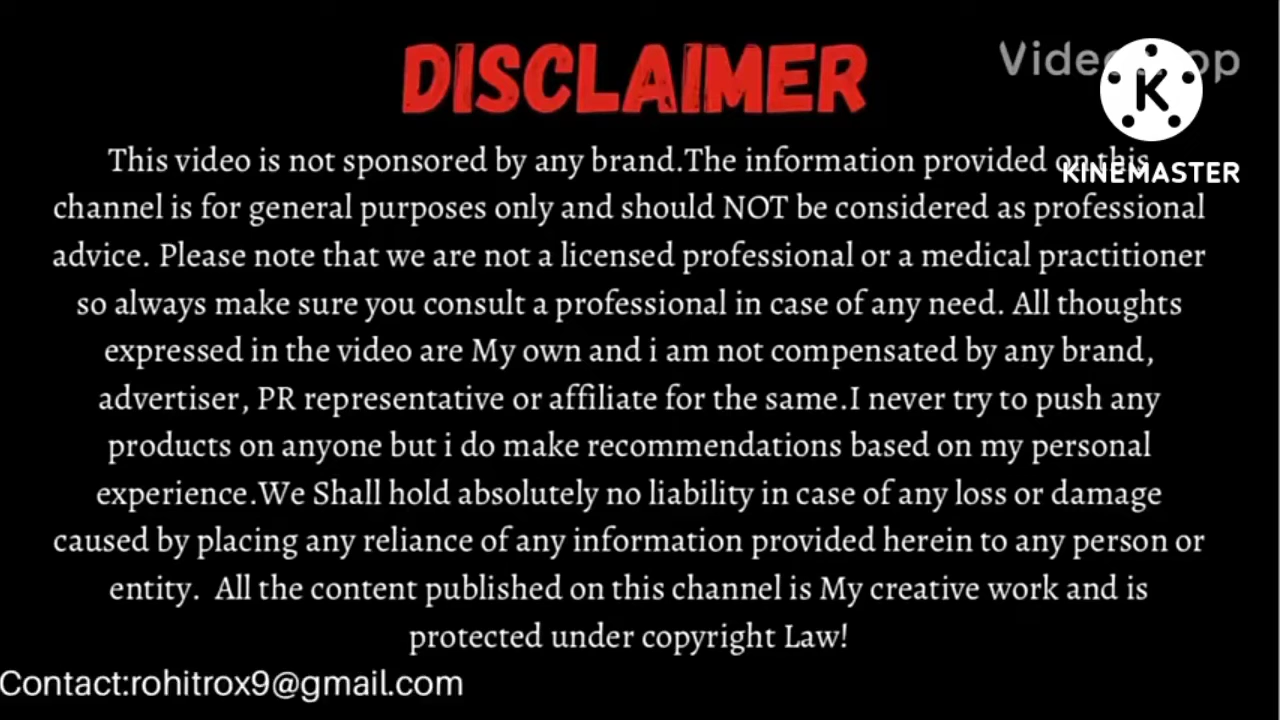 DISCLAIMER
This video is not sponsored by any brand.The information provided on this
channel is for general purposes only and should NOT be considered as professional
advice. Please note that we are not a licensed professional or a medical practitioner
so always make sure you consult a professional in case of any need. All thoughts
expressed in the video are My own and i am not compensated by any brand,
advertiser, PR representative or affiliate for the same.I never try to push any
products on anyone but i do make recommendations based on my personal
experience.We Shall hold absolutely no liability in case of any loss or damage
caused by placing any reliance of any information provided herein to any person or
entity.  All the content published on this channel is My creative work and is
protected under copyright Law!
Contact:rohitrox9@gmail.com
K
KINEMASTER